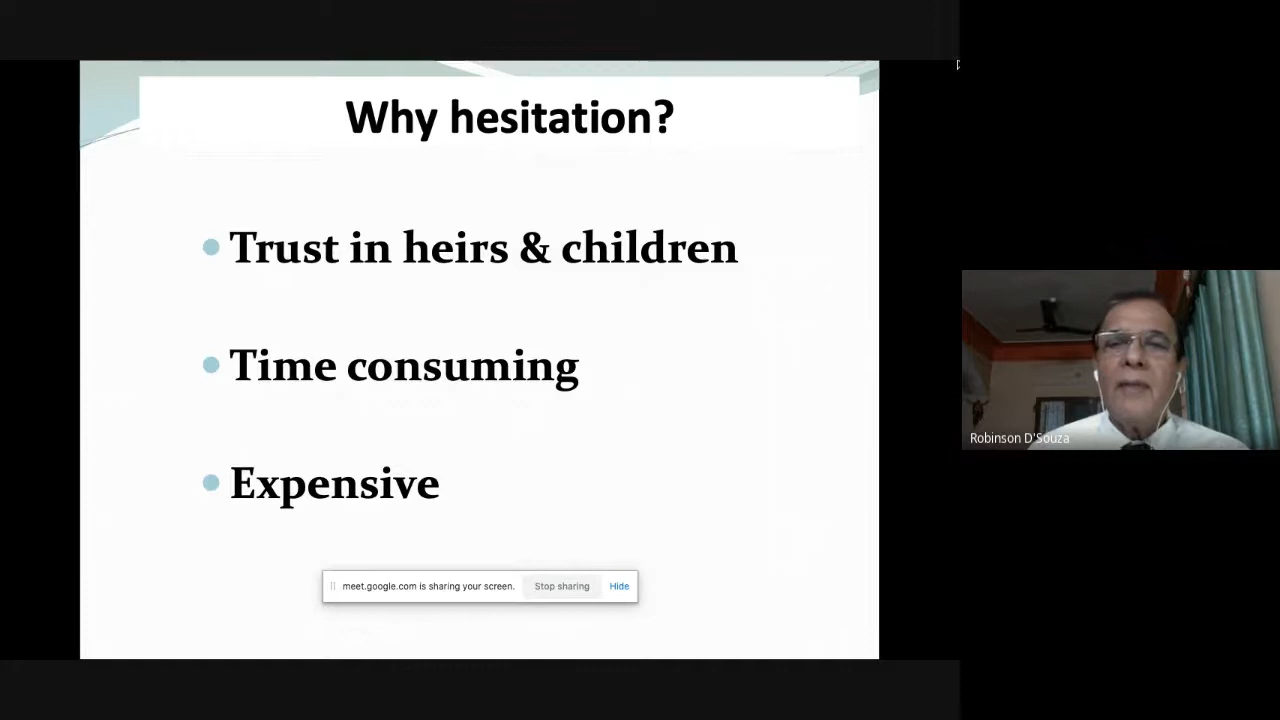 Why hesitation?
Trust in heirs & children
Time consuming
Expensive
meet.google.com is sharing your screen. Stop sharing Hide
Robinson D'Souza